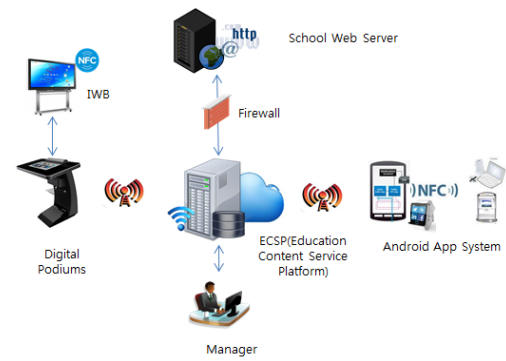 http
@
School Web Server
NFC
IWB
Firewall
NFC
Digital
Podiums
ECSP(Education
Content Service
Platform)
Android App System
Manager